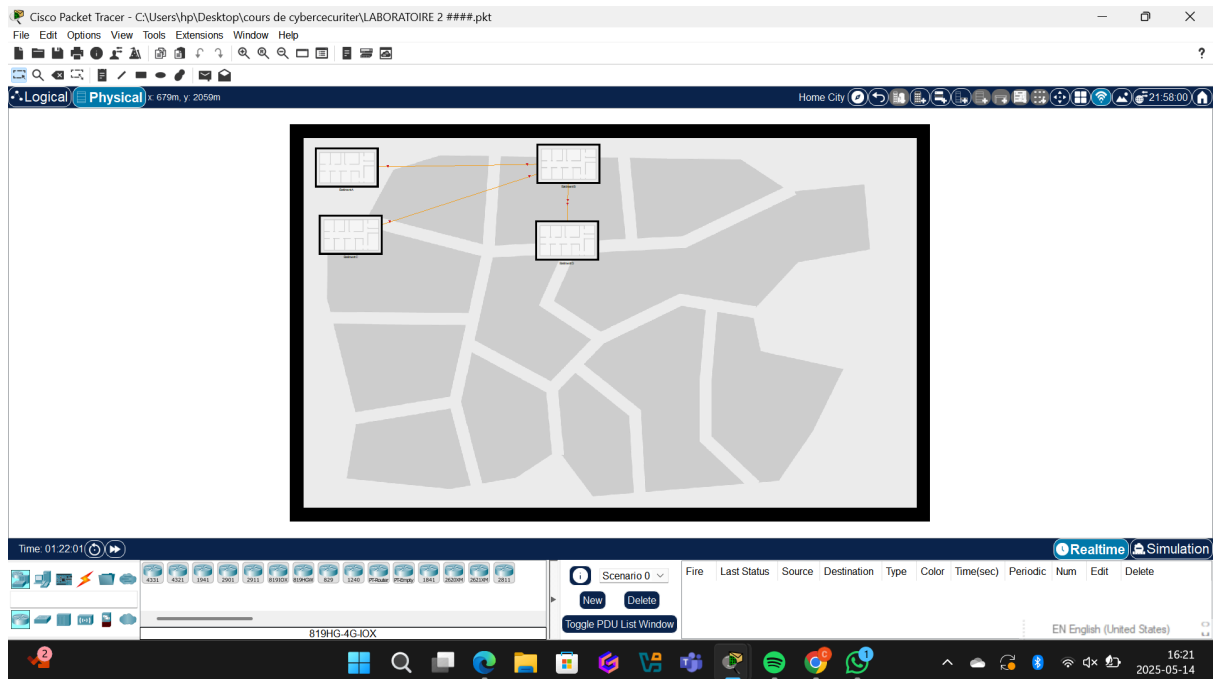 Cisco Packet Tracer - C:\Users\hp\Desktop\cours de cybercecuriter\LABORATOIRE 2 ####.pkt
File Edit Options View Tools Extensions Window Help
?
Logical Physical x: 679m, y: 2059m Home City 21:58:00
Time: 01:22:01 Realtime Simulation
4331 4321 1941 2901 2911 819IOX 819HGW 829 1240 PT-Router PT-Empty 1841 2620XM 2621XM 2811
Scenario 0 Fire Last Status Source Destination Type Color Time(sec) Periodic Num Edit Delete
New Delete
Toggle PDU List Window
819HG-4G-IOX
EN English (United States)
2
C
1
16:21
2025-05-14